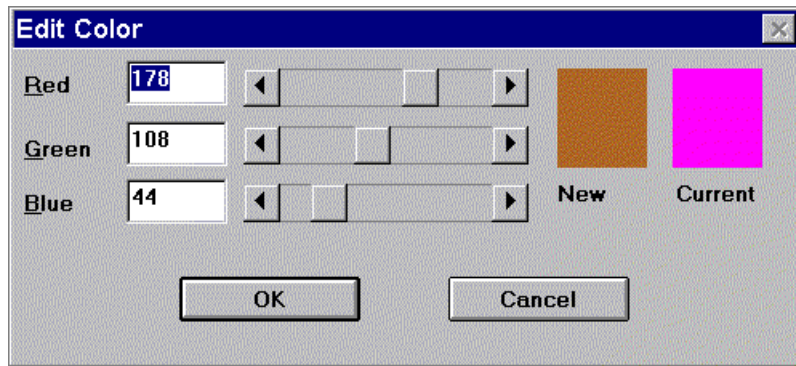 Edit Color
Red 178
Green 108
Blue 44
New Current
OK Cancel